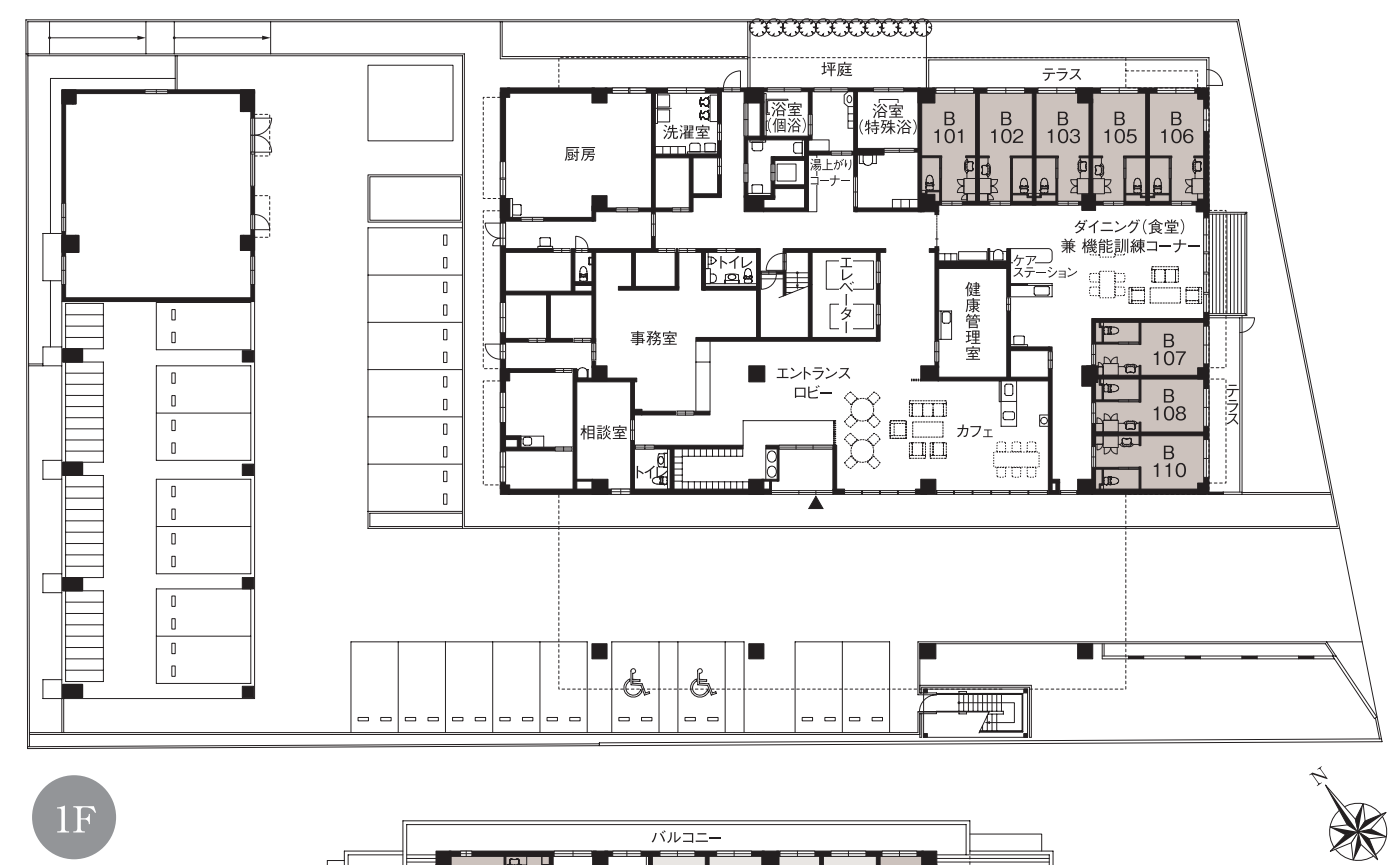 坪庭
テラス
浴室
(個浴)
浴室
(特殊浴)
B
101
B
102
B
103
B
105
B
106
洗濯室
厨房
湯上がり
コーナー
ダイニング(食堂)
兼 機能訓練コーナー
トイレ
エレベーター
ケア
ステーション
健康管理室
事務室
B
107
エントランス
ロビー
B
108
テラス
相談室
カフェ
B
110
トイレ
N
1F
バルコニー